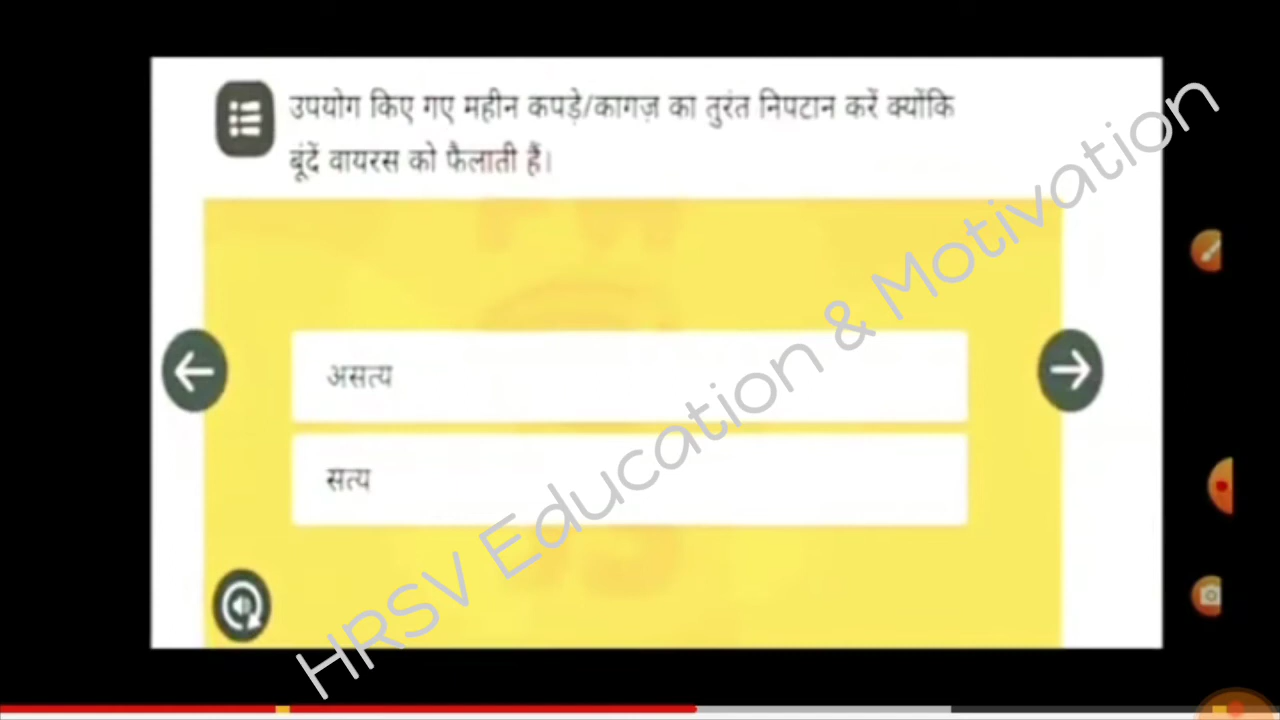 उपयोग किए गए महीन कपड़े/कागज़ का तुरंत निपटान करें क्योंकि
बूंदें वायरस को फैलाती हैं।
असत्य
सत्य
HRSV Education & Motivation